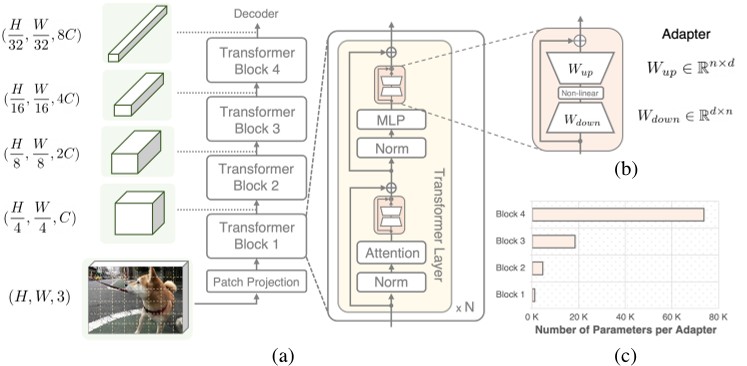 Decoder
(H/32, W/32, 8C)
Transformer
Block 4
(H/16, W/16, 4C)
Transformer
Block 3
(H/8, W/8, 2C)
Transformer
Block 2
(H/4, W/4, C)
Transformer
Block 1
(H, W, 3)
Patch Projection
(a)
MLP
Norm
Attention
Norm
Transformer Layer
x N
Adapter
W_up
Non-linear
W_down
W_up ∈ ℝ^{n×d}
W_down ∈ ℝ^{d×n}
(b)
Block 4
Block 3
Block 2
Block 1
0 K 20 K 40 K 60 K 80 K
Number of Parameters per Adapter
(c)